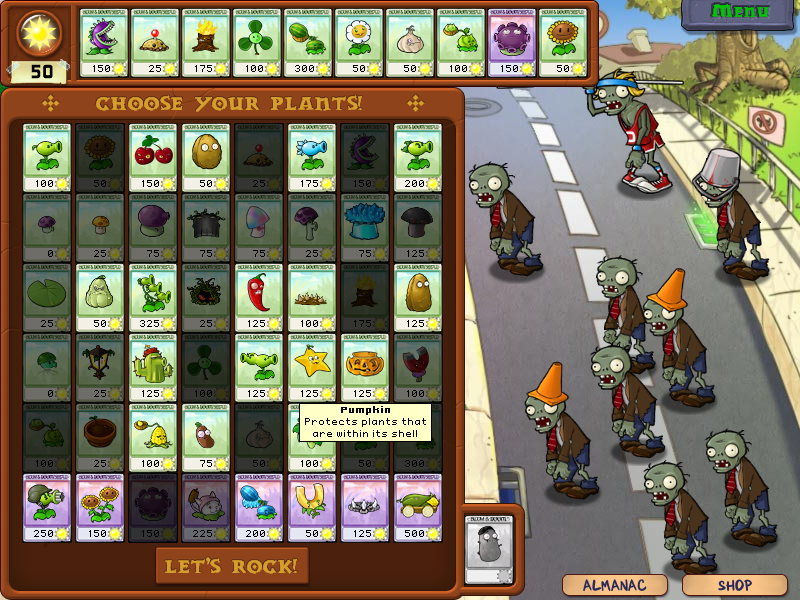 Menu
50
150 25 175 100 300 50 50 100 150 50
CHOOSE YOUR PLANTS!
100 50 150 50 25 175 150 200
0 25 75 75 75 25 75 125
25 50 325 25 125 100 175 125
0 25 125 100 125 125 125 100
Pumpkin
Protects plants that
are within its shell
100 25 100 75 50 100 50 300
250 150 150 225 200 50 125 500
LET'S ROCK!
ALMANAC
SHOP